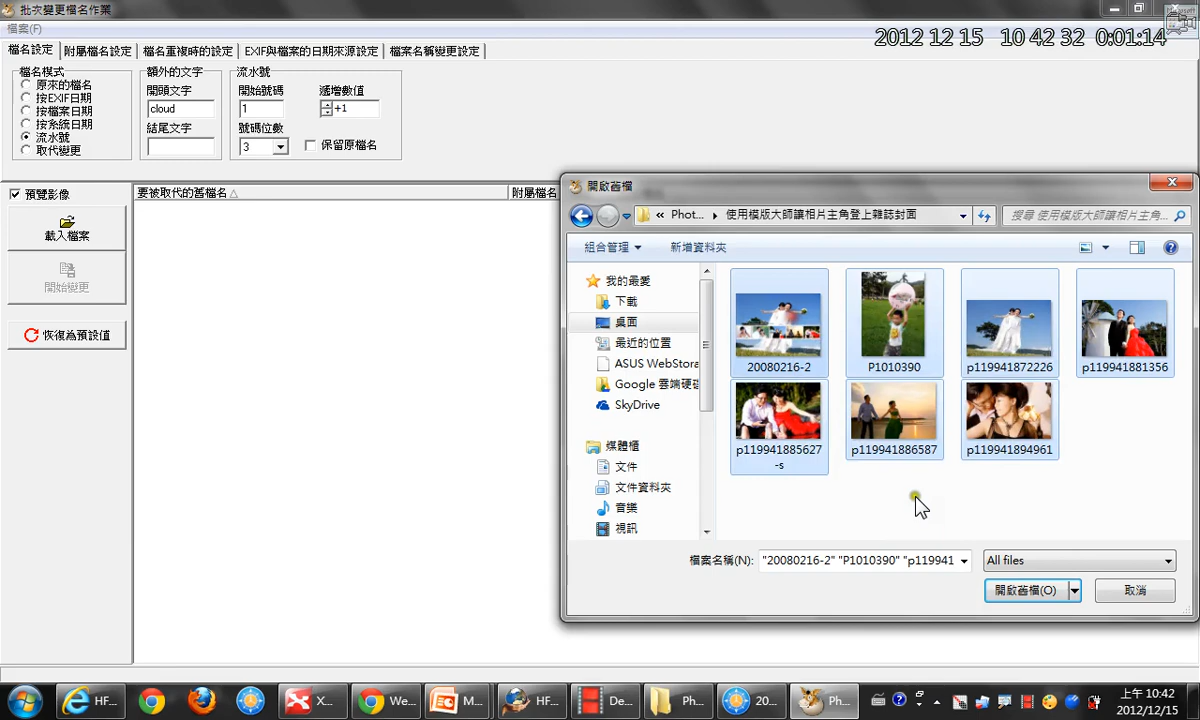 批次變更檔名作業
檔案(F)
2012 12 15 10 42 32 0:01:14
檔名設定 附屬檔名設定 檔名重複時的設定 EXIF與檔案的日期來源設定 檔案名稱變更設定
檔名模式
原來的檔名
按EXIF日期
按檔案日期
按系統日期
流水號
取代變更
額外的文字
開頭文字
cloud
結尾文字
流水號
開始號碼 遞增數值
1 +1
號碼位數
3 保留原檔名
預覽影像
載入檔案
開始變更
恢復為預設值
要被取代的舊檔名 附屬檔名
開啟舊檔
« Phot... 使用模版大師讓相片主角登上雜誌封面
搜尋 使用模版大師讓相片主角...
組合管理 新增資料夾
我的最愛
下載
桌面
最近的位置
ASUS WebStora
Google 雲端硬
SkyDrive
媒體櫃
文件
文件資料夾
音樂
視訊
20080216-2 P1010390 p119941872226 p119941881356
p119941885627-s p119941886587 p119941894961
檔案名稱(N): "20080216-2" "P1010390" "p119941 All files
開啟舊檔(O) 取消
HF... X... We... M... HF... De... Ph... 20... Ph...
上午 10:42
2012/12/15